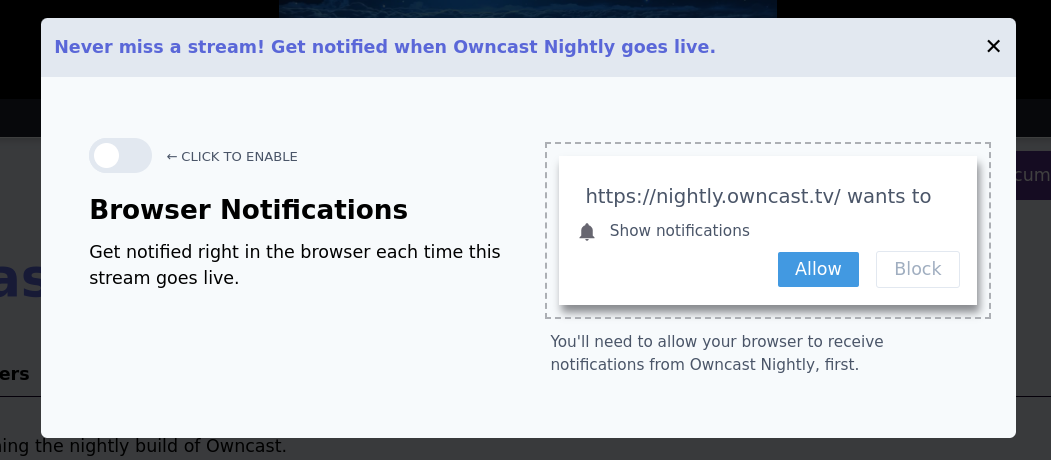 Never miss a stream! Get notified when Owncast Nightly goes live.
✕
← CLICK TO ENABLE
Browser Notifications
Get notified right in the browser each time this
stream goes live.
https://nightly.owncast.tv/ wants to
Show notifications
Allow
Block
You'll need to allow your browser to receive
notifications from Owncast Nightly, first.
the nightly build of Owncast.